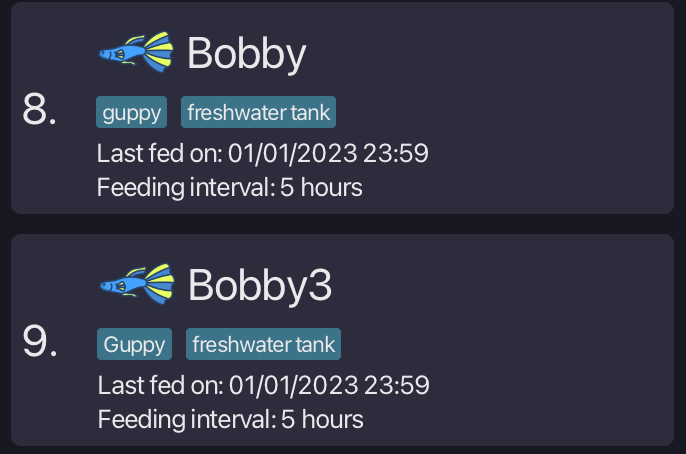 Bobby
8.
guppy freshwater tank
Last fed on: 01/01/2023 23:59
Feeding interval: 5 hours
Bobby3
9.
Guppy freshwater tank
Last fed on: 01/01/2023 23:59
Feeding interval: 5 hours